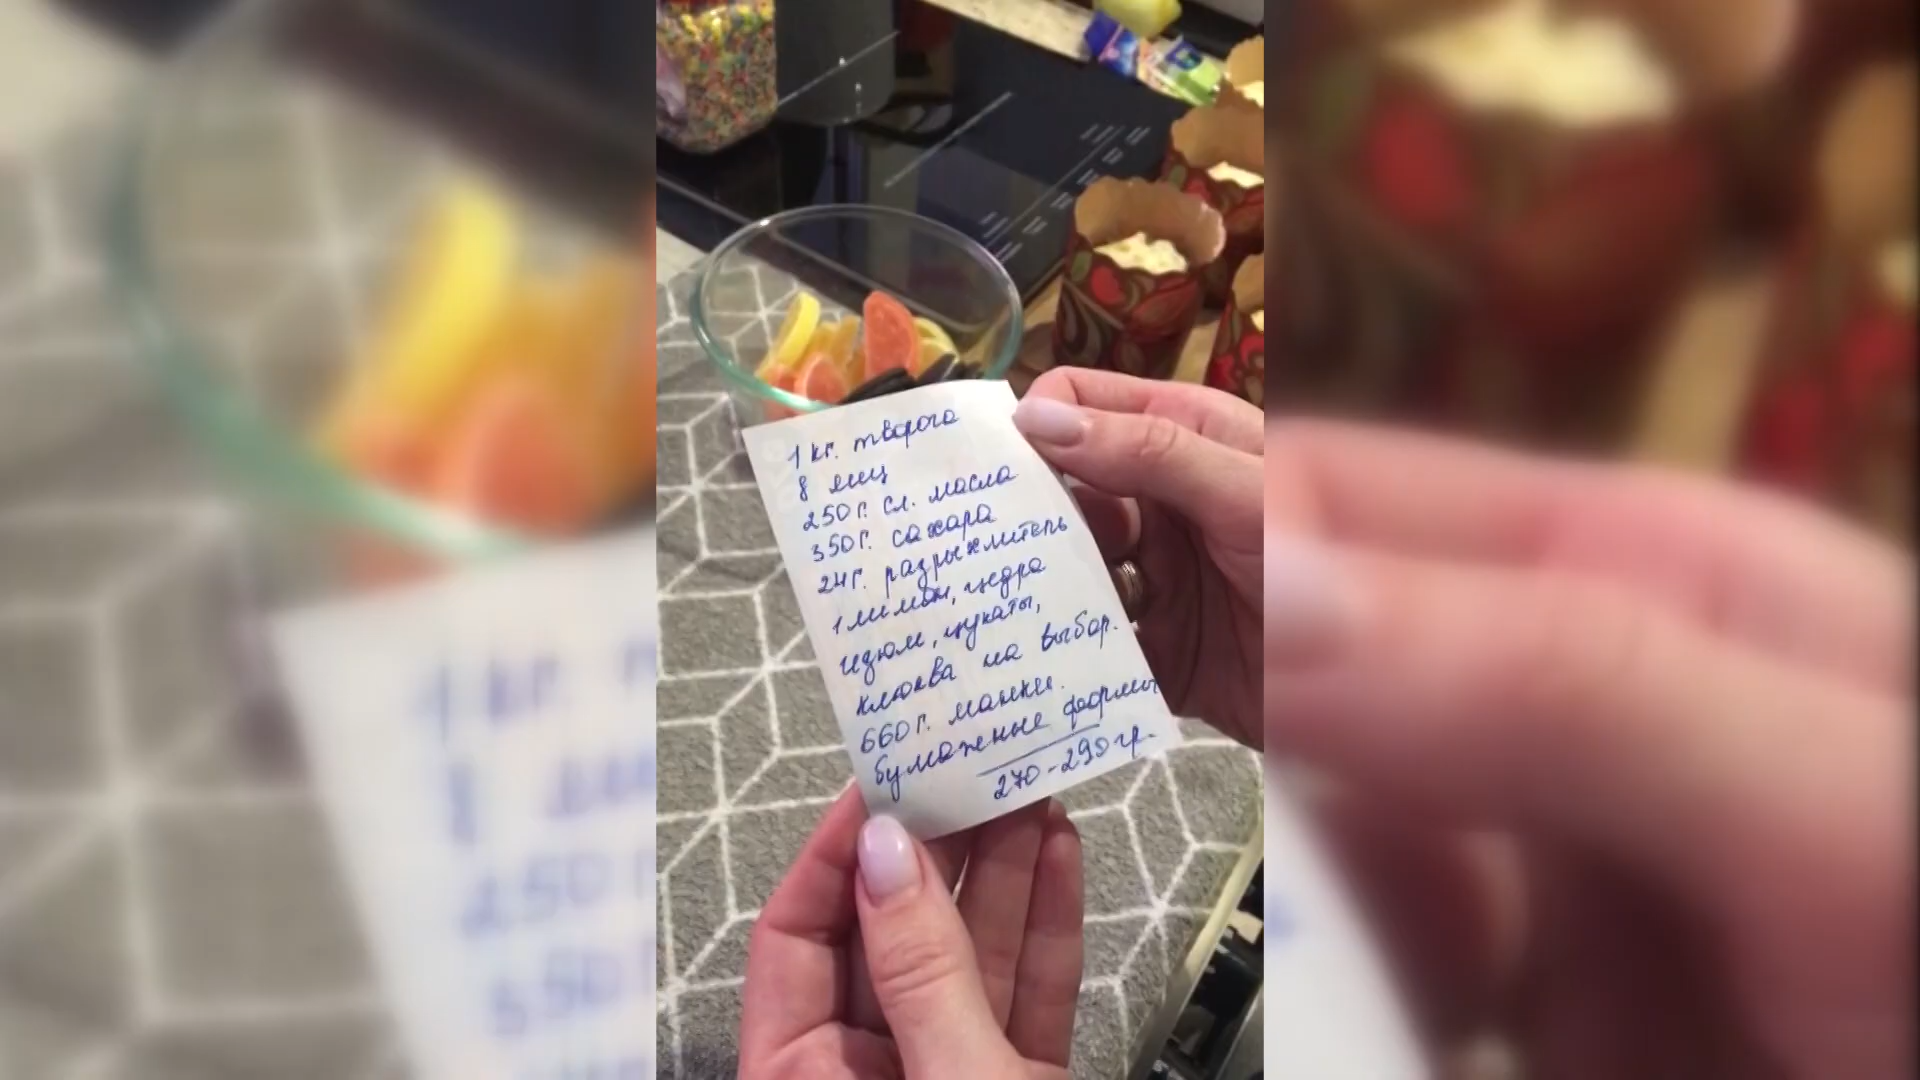 1 кг. творога
8 яиц
250 г. сл. масла
350 г. сахара
24 г. разрыхлитель
1 лимон, цедра
изюм, цукаты,
клюква на выбор.
660 г. манки.
бумажные формы
270-290 гр.